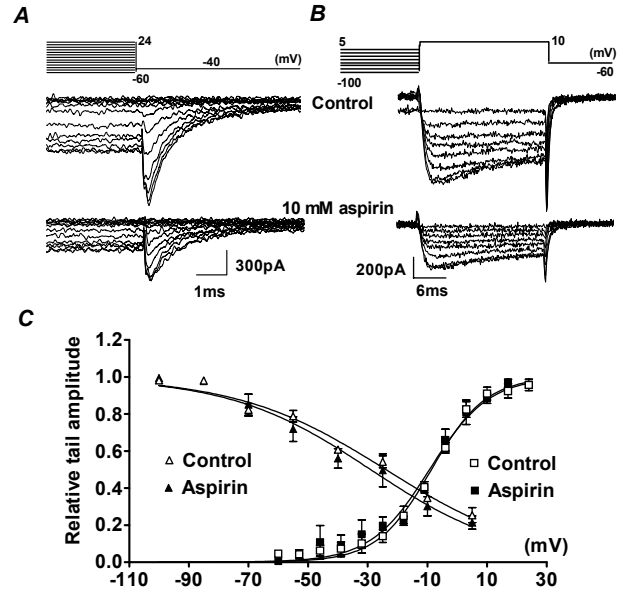 A
B
24
-40
(mV)
-60
5
10
(mV)
-100
-60
Control
10 mM aspirin
300pA
1ms
200pA
6ms
C
Relative tail amplitude
1.2
1.0
0.8
0.6
0.4
0.2
0.0
Control
Aspirin
Control
Aspirin
(mV)
-110
-90
-70
-50
-30
-10
10
30